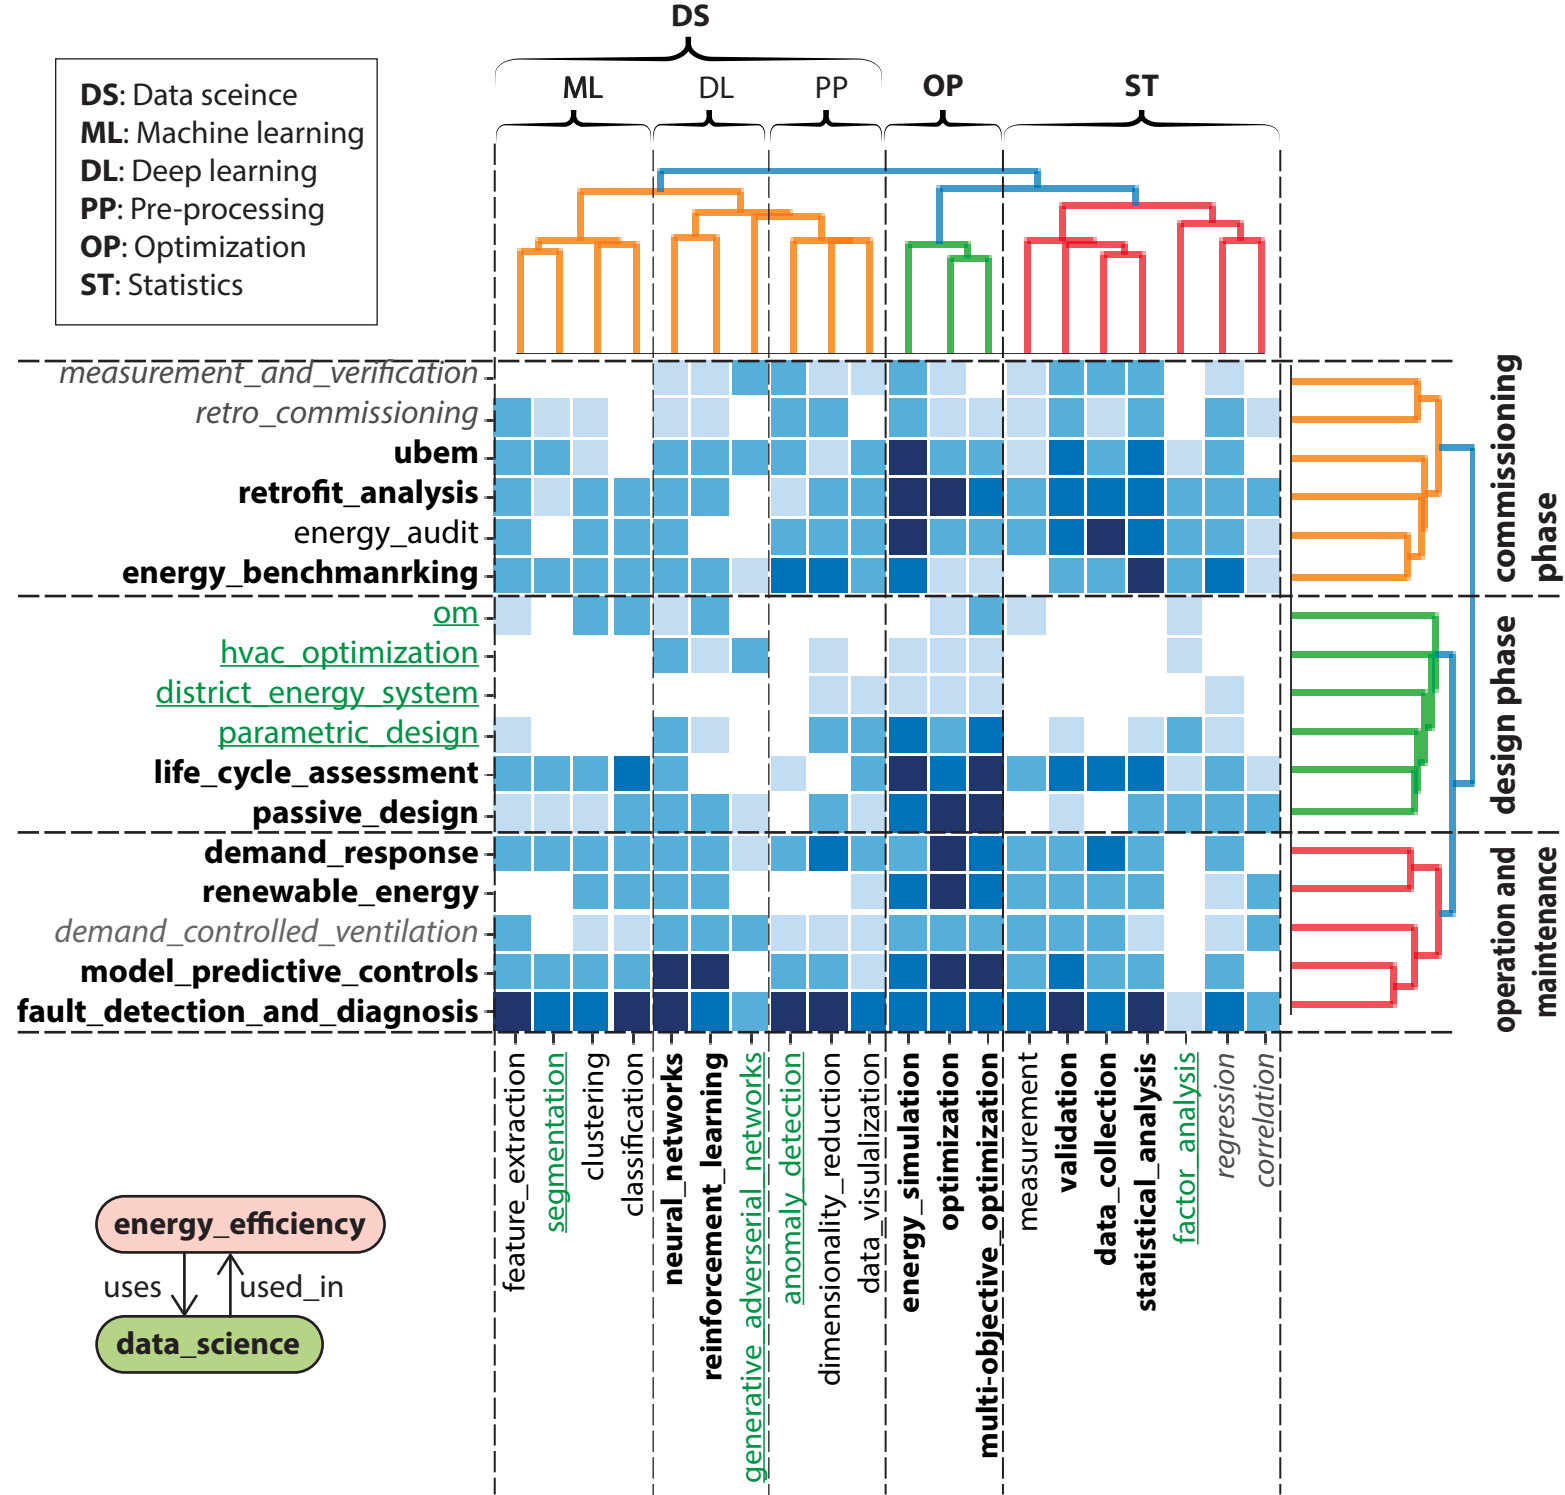 DS
DS: Data sceince
ML: Machine learning
DL: Deep learning
PP: Pre-processing
OP: Optimization
ST: Statistics
ML
DL
PP
OP
ST
measurement_and_verification
retro_commissioning
ubem
retrofit_analysis
energy_audit
energy_benchmanrking
om
hvac_optimization
district_energy_system
parametric_design
life_cycle_assessment
passive_design
demand_response
renewable_energy
demand_controlled_ventilation
model_predictive_controls
fault_detection_and_diagnosis
commissioning
phase
design phase
operation and
maintenance
feature_extraction
segmentation
clustering
classification
neural_networks
reinforcement_learning
generative_adverserial_networks
anomaly_detection
dimensionality_reduction
data_visulalization
energy_simulation
optimization
multi-objective_optimization
measurement
validation
data_collection
statistical_analysis
factor_analysis
regression
correlation
energy_efficiency
uses
used_in
data_science